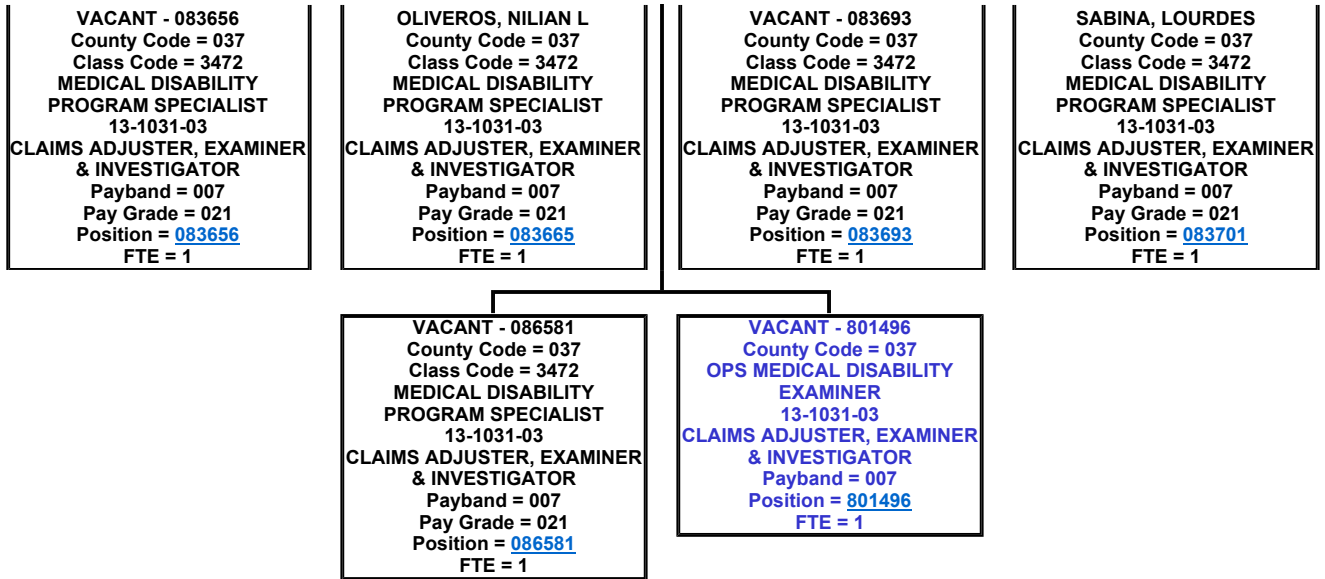 VACANT - 083656
County Code = 037
Class Code = 3472
MEDICAL DISABILITY
PROGRAM SPECIALIST
13-1031-03
CLAIMS ADJUSTER, EXAMINER
& INVESTIGATOR
Payband = 007
Pay Grade = 021
Position = 083656
FTE = 1
OLIVEROS, NILIAN L
County Code = 037
Class Code = 3472
MEDICAL DISABILITY
PROGRAM SPECIALIST
13-1031-03
CLAIMS ADJUSTER, EXAMINER
& INVESTIGATOR
Payband = 007
Pay Grade = 021
Position = 083665
FTE = 1
VACANT - 083693
County Code = 037
Class Code = 3472
MEDICAL DISABILITY
PROGRAM SPECIALIST
13-1031-03
CLAIMS ADJUSTER, EXAMINER
& INVESTIGATOR
Payband = 007
Pay Grade = 021
Position = 083693
FTE = 1
SABINA, LOURDES
County Code = 037
Class Code = 3472
MEDICAL DISABILITY
PROGRAM SPECIALIST
13-1031-03
CLAIMS ADJUSTER, EXAMINER
& INVESTIGATOR
Payband = 007
Pay Grade = 021
Position = 083701
FTE = 1
VACANT - 086581
County Code = 037
Class Code = 3472
MEDICAL DISABILITY
PROGRAM SPECIALIST
13-1031-03
CLAIMS ADJUSTER, EXAMINER
& INVESTIGATOR
Payband = 007
Pay Grade = 021
Position = 086581
FTE = 1
VACANT - 801496
County Code = 037
OPS MEDICAL DISABILITY
EXAMINER
13-1031-03
CLAIMS ADJUSTER, EXAMINER
& INVESTIGATOR
Payband = 007
Position = 801496
FTE = 1